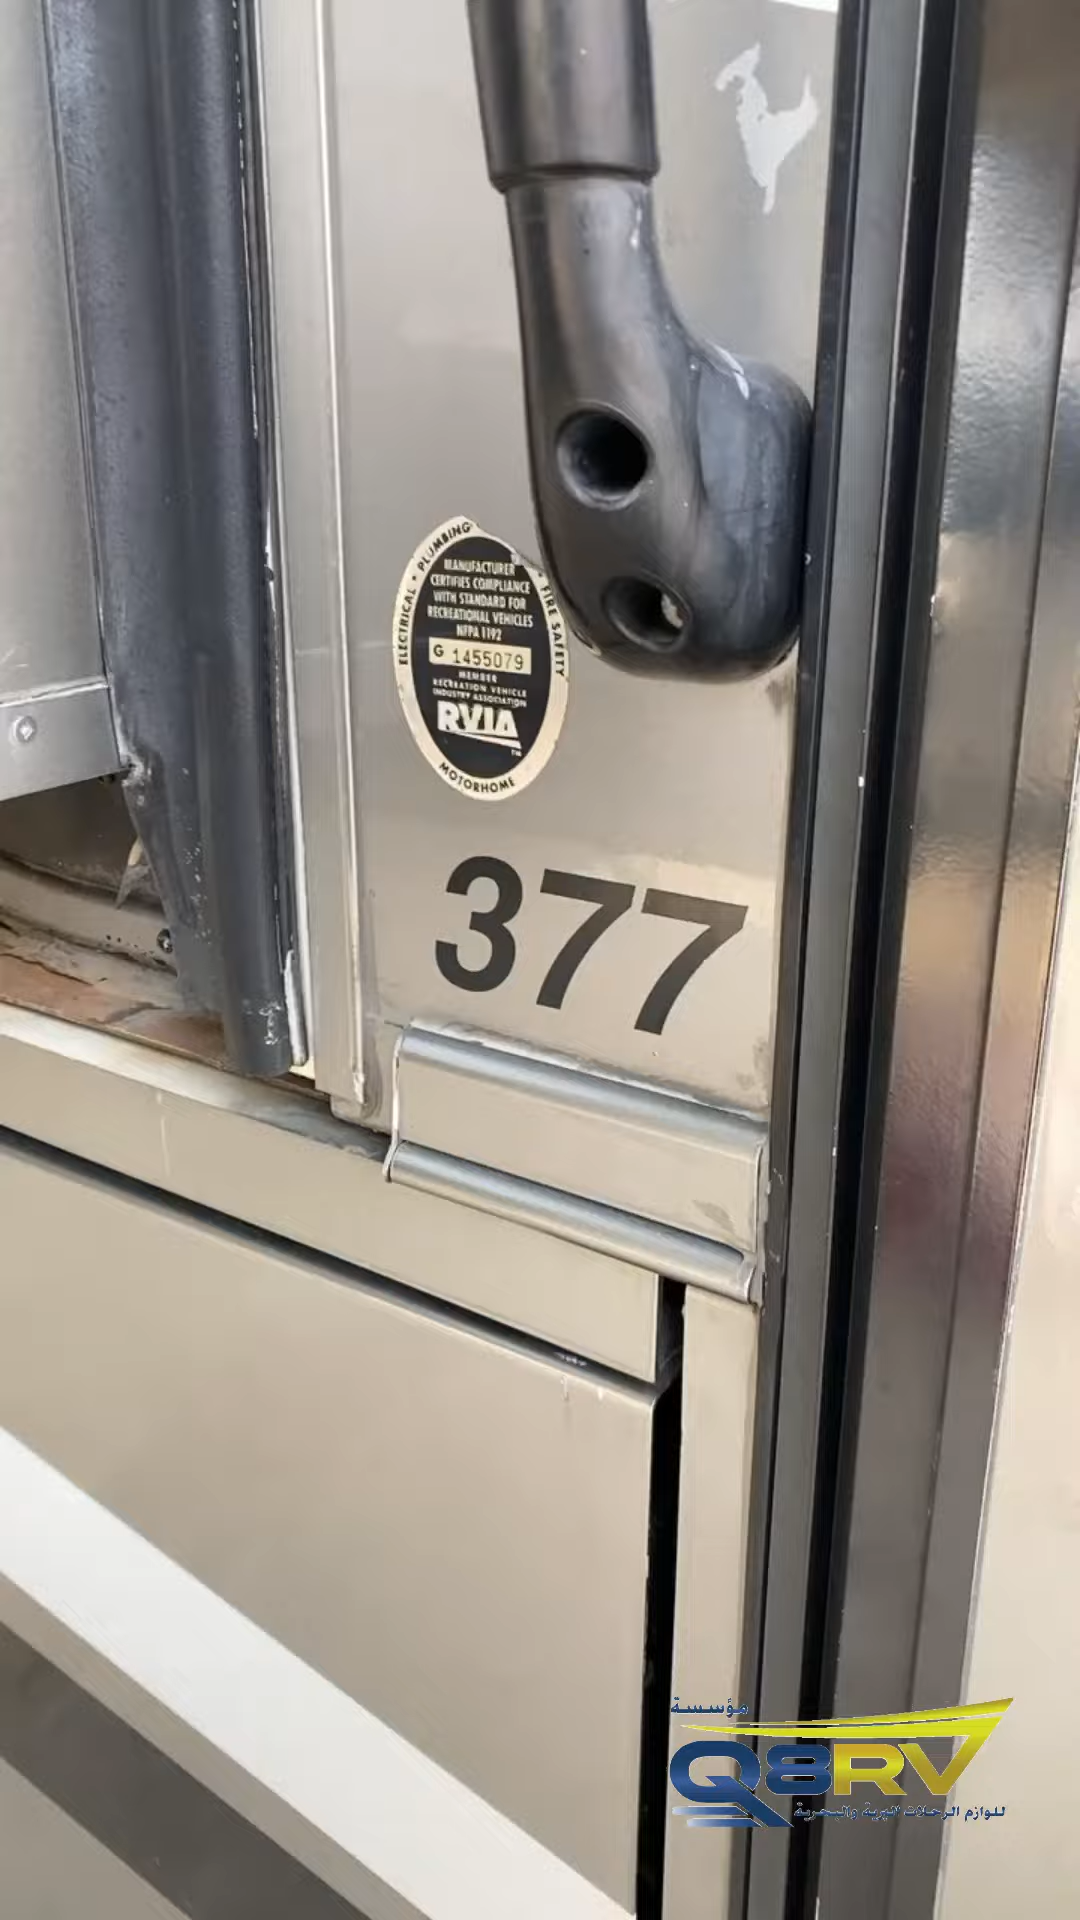 ELECTRICAL • PLUMBING • FIRE SAFETY
MANUFACTURER
CERTIFIES COMPLIANCE
WITH STANDARD FOR
RECREATIONAL VEHICLES
NFPA 1192
G 1455079
MEMBER
RECREATION VEHICLE
INDUSTRY ASSOCIATION
RVIA
TM
MOTORHOME
377
مؤسسة
Q8RV
للوازم الرحلات البرية والبحرية